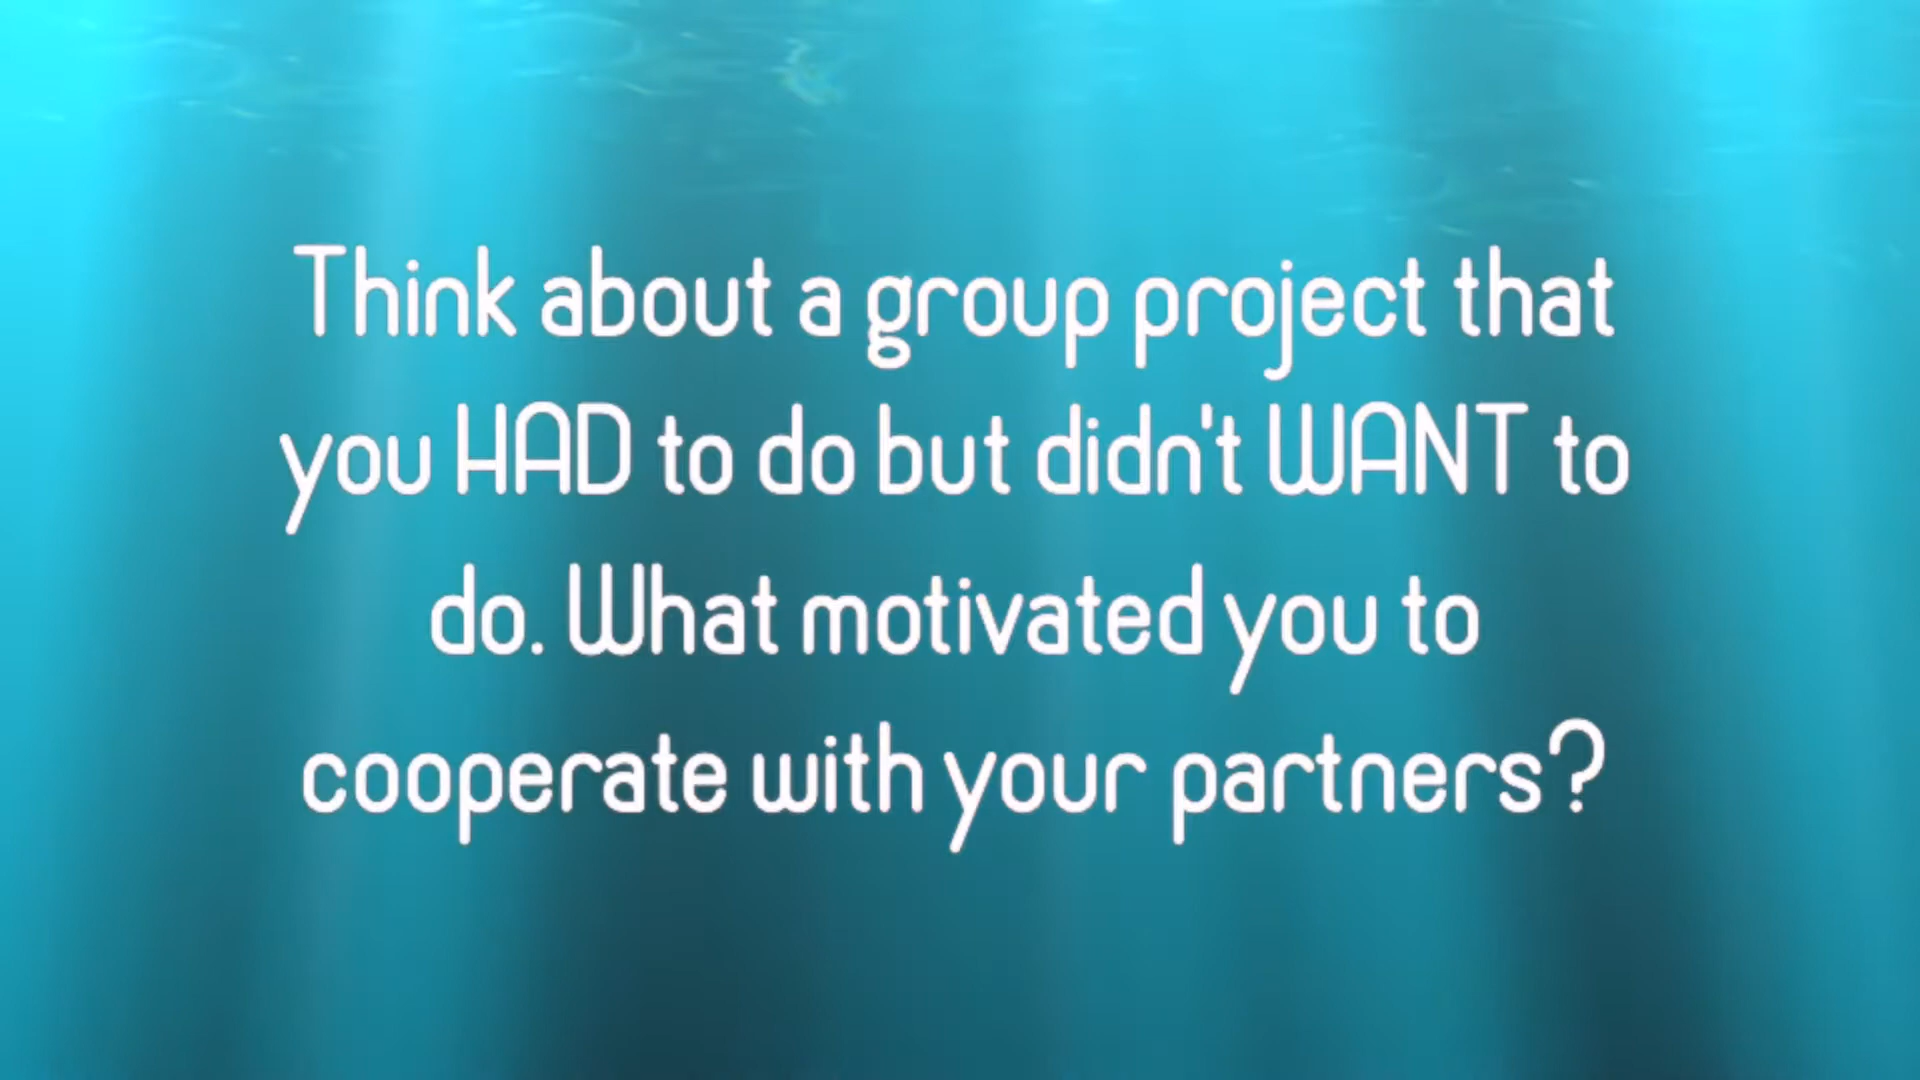 Think about a group project that
you HAD to do but didn't WANT to
do. What motivated you to
cooperate with your partners?